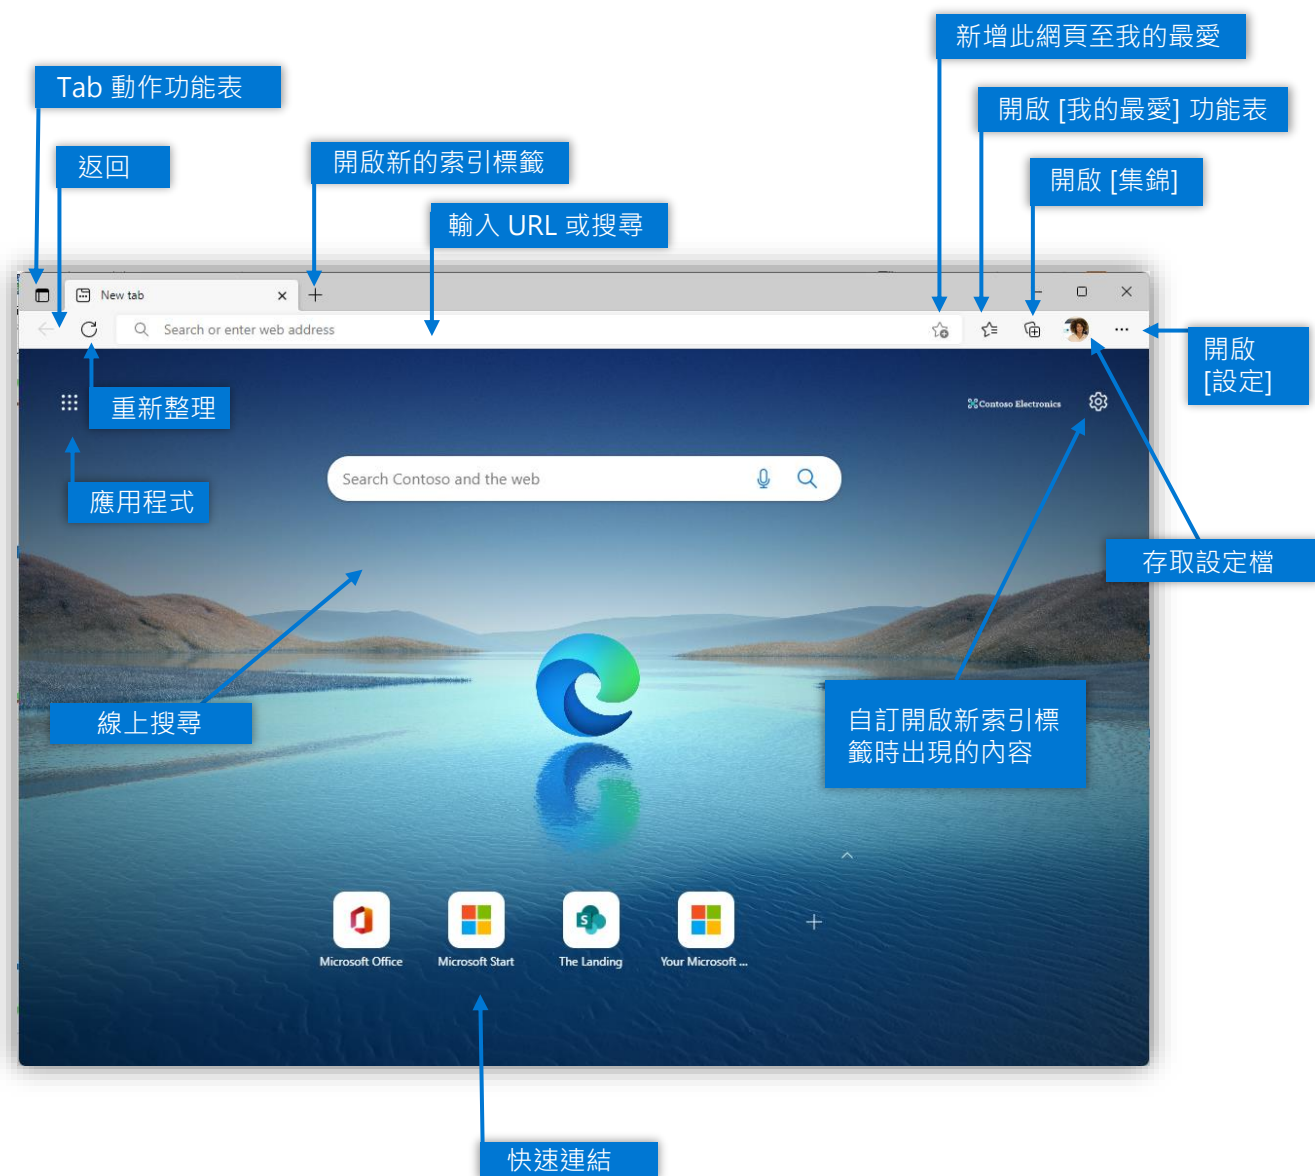 新增此網頁至我的最愛
Tab 動作功能表
開啟 [我的最愛] 功能表
返回
開啟新的索引標籤
開啟 [集錦]
輸入 URL 或搜尋
New tab
Search or enter web address
開啟
[設定]
重新整理
Contoso Electronics
Search Contoso and the web
應用程式
存取設定檔
線上搜尋
自訂開啟新索引標
籤時出現的內容
Microsoft Office
Microsoft Start
The Landing
Your Microsoft ...
快速連結